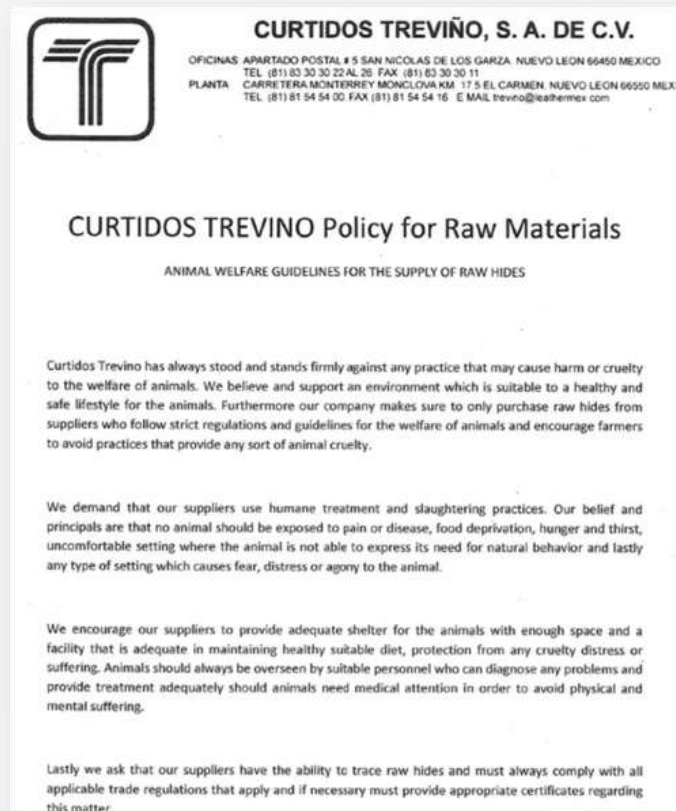 CURTIDOS TREVIÑO, S. A. DE C.V.
OFICINAS APARTADO POSTAL # 5 SAN NICOLAS DE LOS GARZA NUEVO LEON 66450 MEXICO
TEL (81) 83 30 30 22 AL 26 FAX (81) 83 30 30 11
PLANTA CARRETERA MONTERREY MONCLOVA KM 17 5 EL CARMEN, NUEVO LEON 66550 MEX
TEL (81) 81 54 54 00 FAX (81) 81 54 54 16 E MAIL trevino@leathermex com
CURTIDOS TREVINO Policy for Raw Materials
ANIMAL WELFARE GUIDELINES FOR THE SUPPLY OF RAW HIDES
Curtidos Trevino has always stood and stands firmly against any practice that may cause harm or cruelty
to the welfare of animals. We believe and support an environment which is suitable to a healthy and
safe lifestyle for the animals. Furthermore our company makes sure to only purchase raw hides from
suppliers who follow strict regulations and guidelines for the welfare of animals and encourage farmers
to avoid practices that provide any sort of animal cruelty.
We demand that our suppliers use humane treatment and slaughtering practices. Our belief and
principals are that no animal should be exposed to pain or disease, food deprivation, hunger and thirst,
uncomfortable setting where the animal is not able to express its need for natural behavior and lastly
any type of setting which causes fear, distress or agony to the animal.
We encourage our suppliers to provide adequate shelter for the animals with enough space and a
facility that is adequate in maintaining healthy suitable diet, protection from any cruelty distress or
suffering. Animals should always be overseen by suitable personnel who can diagnose any problems and
provide treatment adequately should animals need medical attention in order to avoid physical and
mental suffering.
Lastly we ask that our suppliers have the ability to trace raw hides and must always comply with all
applicable trade regulations that apply and if necessary must provide appropriate certificates regarding
this matter